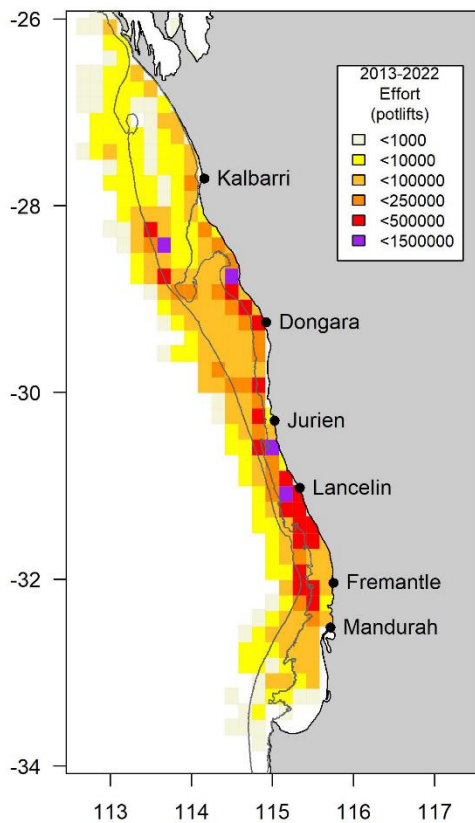 -26
2013-2022
Effort
(potlifts)
<1000
<10000
<100000
<250000
<500000
<1500000
Kalbarri
-28
Dongara
-30
Jurien
Lancelin
-32
Fremantle
Mandurah
-34
113 114 115 116 117